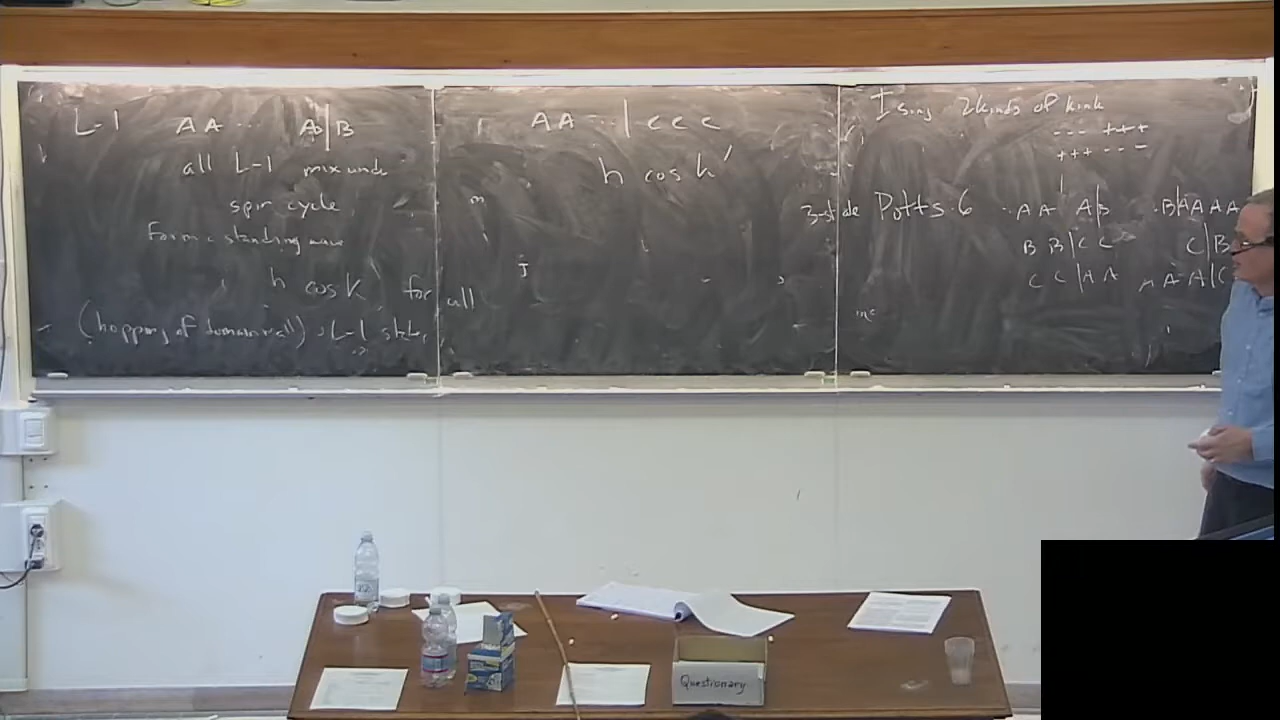 L-1 AA ... A|B
all L-1 mix under
spin cycle
Form a standing wave
h cos k for all
(hopping of domain wall) L-1 states
AA ...| C C C
h cos k'
J
Ising 2 kinds of kink
--- +++
+++ ---
3-state Potts 6 ..AA A|B .B|AAAA
B B|C C C|B
C C|A A A A|C
Questionary